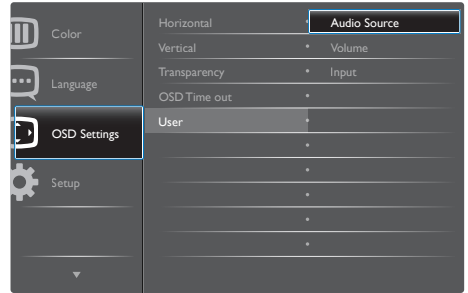 Color
Language
OSD Settings
Setup
Horizontal
Vertical
Transparency
OSD Time out
User
Audio Source
Volume
Input